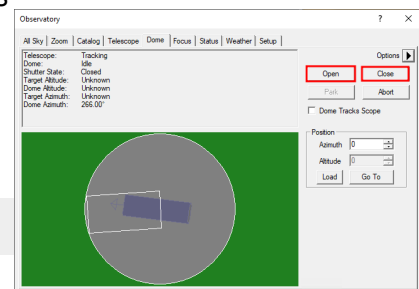 Observatory ? ×
All Sky Zoom Catalog Telescope Dome Focus Status Weather Setup
Telescope: Tracking
Dome: Idle
Shutter State: Closed
Target Altitude: Unknown
Dome Altitude: Unknown
Target Azimuth: Unknown
Dome Azimuth: 266.00°
Options
Open Close
Park Abort
Dome Tracks Scope
Position
Azimuth 0
Altitude 0
Load Go To